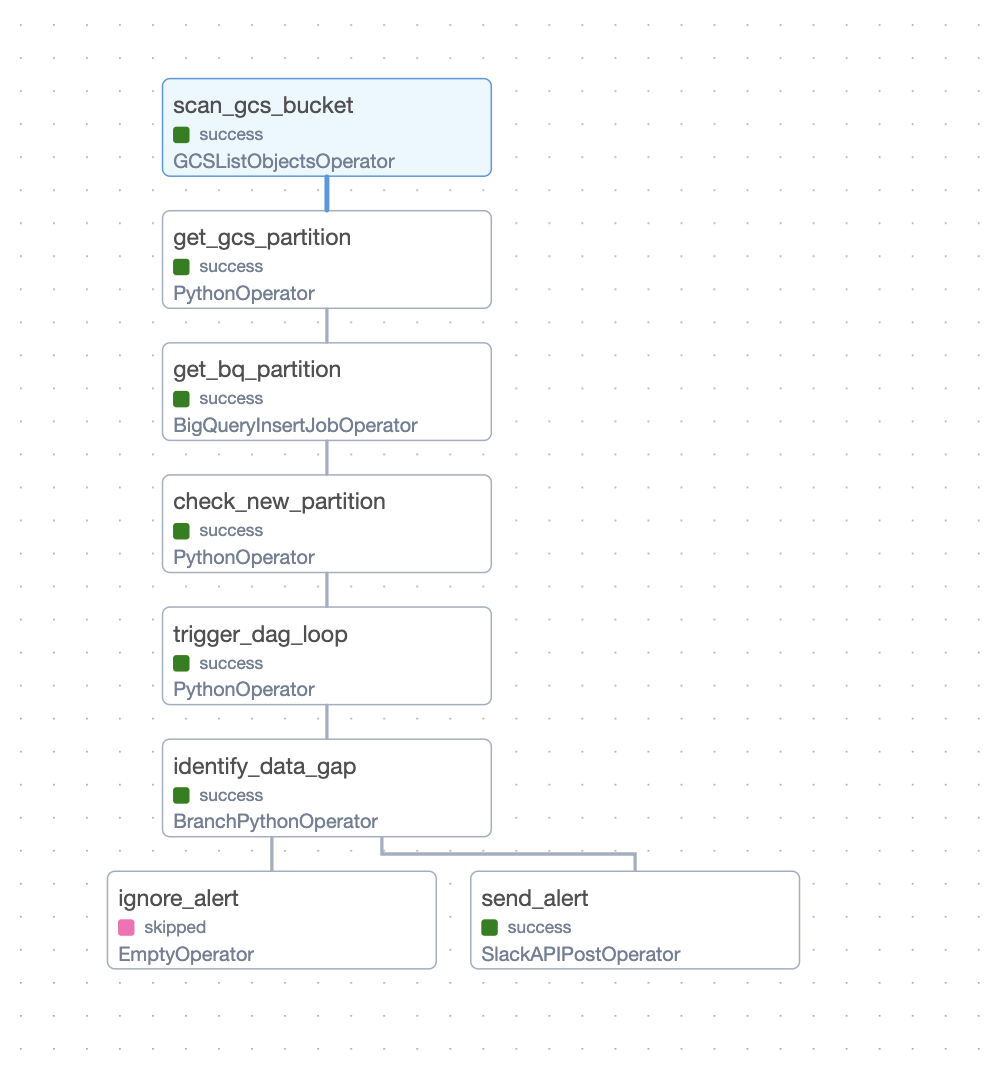 scan_gcs_bucket
success
GCSListObjectsOperator
get_gcs_partition
success
PythonOperator
get_bq_partition
success
BigQueryInsertJobOperator
check_new_partition
success
PythonOperator
trigger_dag_loop
success
PythonOperator
identify_data_gap
success
BranchPythonOperator
ignore_alert
skipped
EmptyOperator
send_alert
success
SlackAPIPostOperator